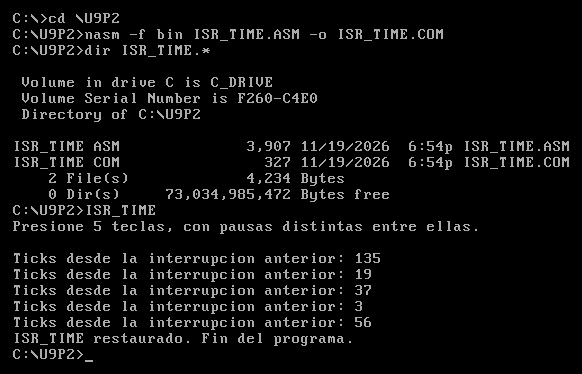 C:\>cd \U9P2
C:\U9P2>nasm -f bin ISR_TIME.ASM -o ISR_TIME.COM
C:\U9P2>dir ISR_TIME.*
Volume in drive C is C_DRIVE
Volume Serial Number is F260-C4E0
Directory of C:\U9P2
ISR_TIME ASM 3,907 11/19/2026 6:54p ISR_TIME.ASM
ISR_TIME COM 327 11/19/2026 6:54p ISR_TIME.COM
2 File(s) 4,234 Bytes
0 Dir(s) 73,034,985,472 Bytes free
C:\U9P2>ISR_TIME
Presione 5 teclas, con pausas distintas entre ellas.
Ticks desde la interrupcion anterior: 135
Ticks desde la interrupcion anterior: 19
Ticks desde la interrupcion anterior: 37
Ticks desde la interrupcion anterior: 3
Ticks desde la interrupcion anterior: 56
ISR_TIME restaurado. Fin del programa.
C:\U9P2>_